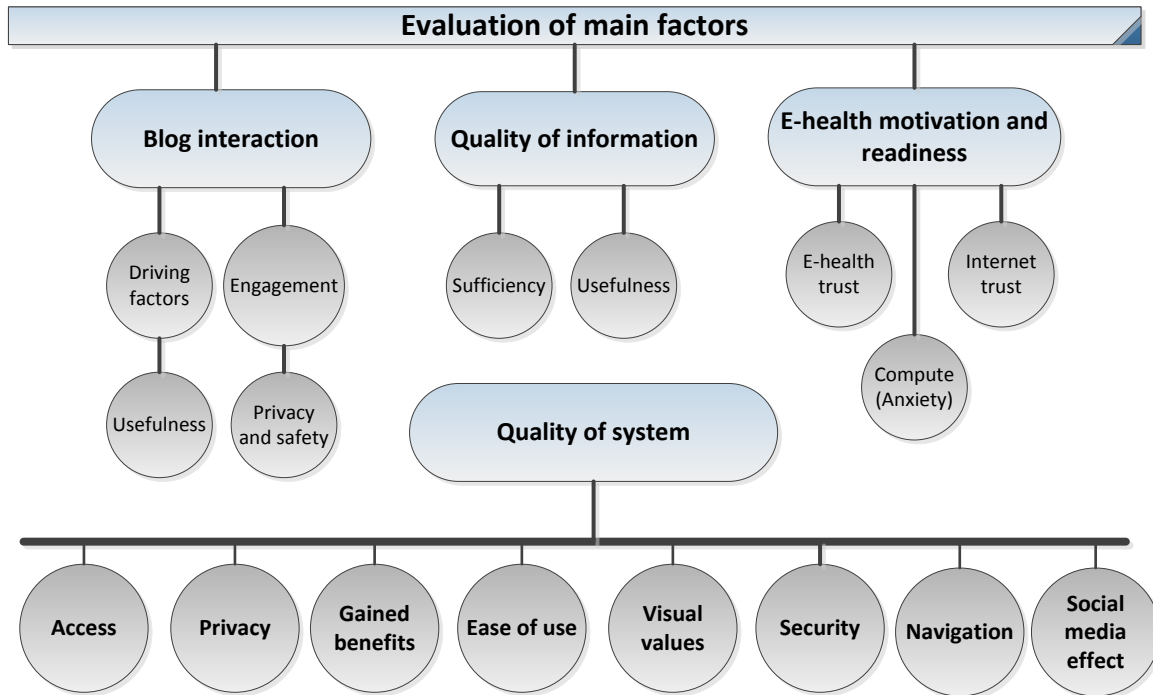 Evaluation of main factors
Blog interaction
Quality of information
E-health motivation and
readiness
Driving
factors
Engagement
Sufficiency
Usefulness
E-health
trust
Internet
trust
Usefulness
Privacy
and safety
Compute
(Anxiety)
Quality of system
Access
Privacy
Gained
benefits
Ease of use
Visual
values
Security
Navigation
Social
media
effect